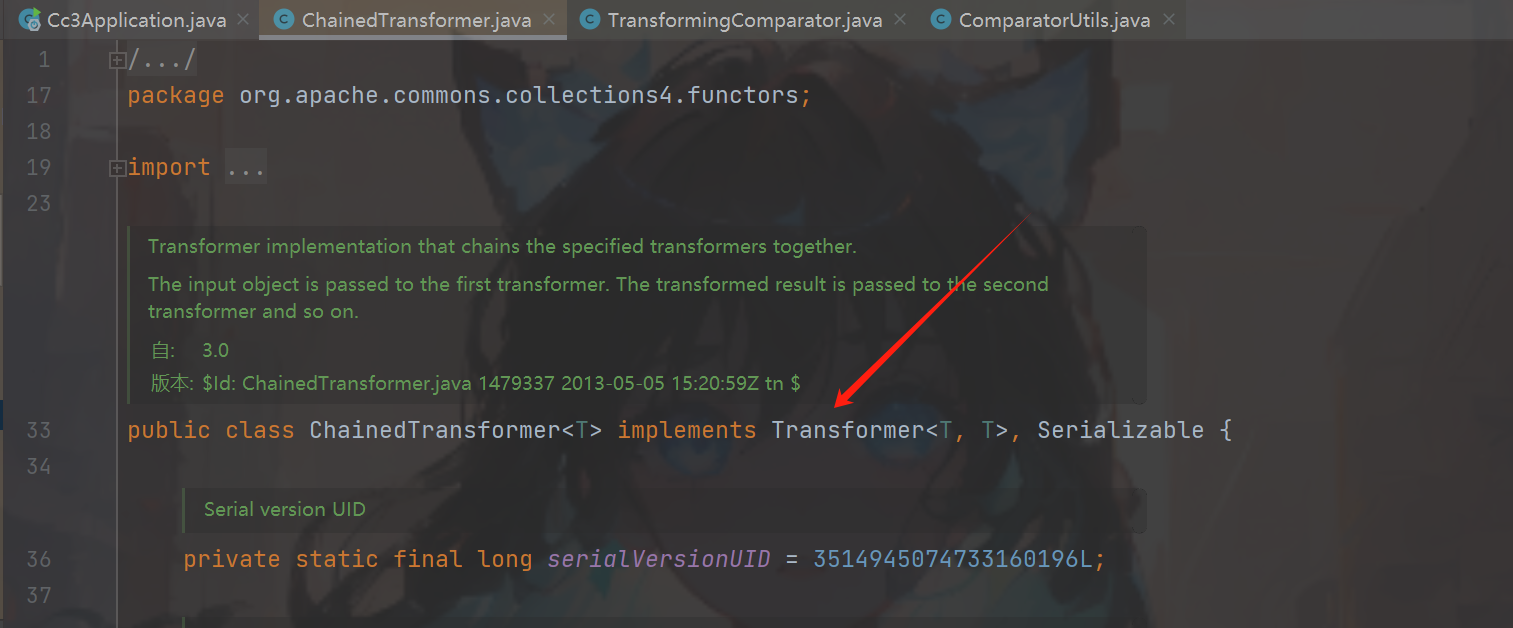 Cc3Application.java ChainedTransformer.java TransformingComparator.java ComparatorUtils.java
1 /.../
17 package org.apache.commons.collections4.functors;
18
19 import ...
23
Transformer implementation that chains the specified transformers together.
The input object is passed to the first transformer. The transformed result is passed to the second
transformer and so on.
自: 3.0
版本: $Id: ChainedTransformer.java 1479337 2013-05-05 15:20:59Z tn $
33 public class ChainedTransformer<T> implements Transformer<T, T>, Serializable {
34
Serial version UID
36 private static final long serialVersionUID = 3514945074733160196L;
37